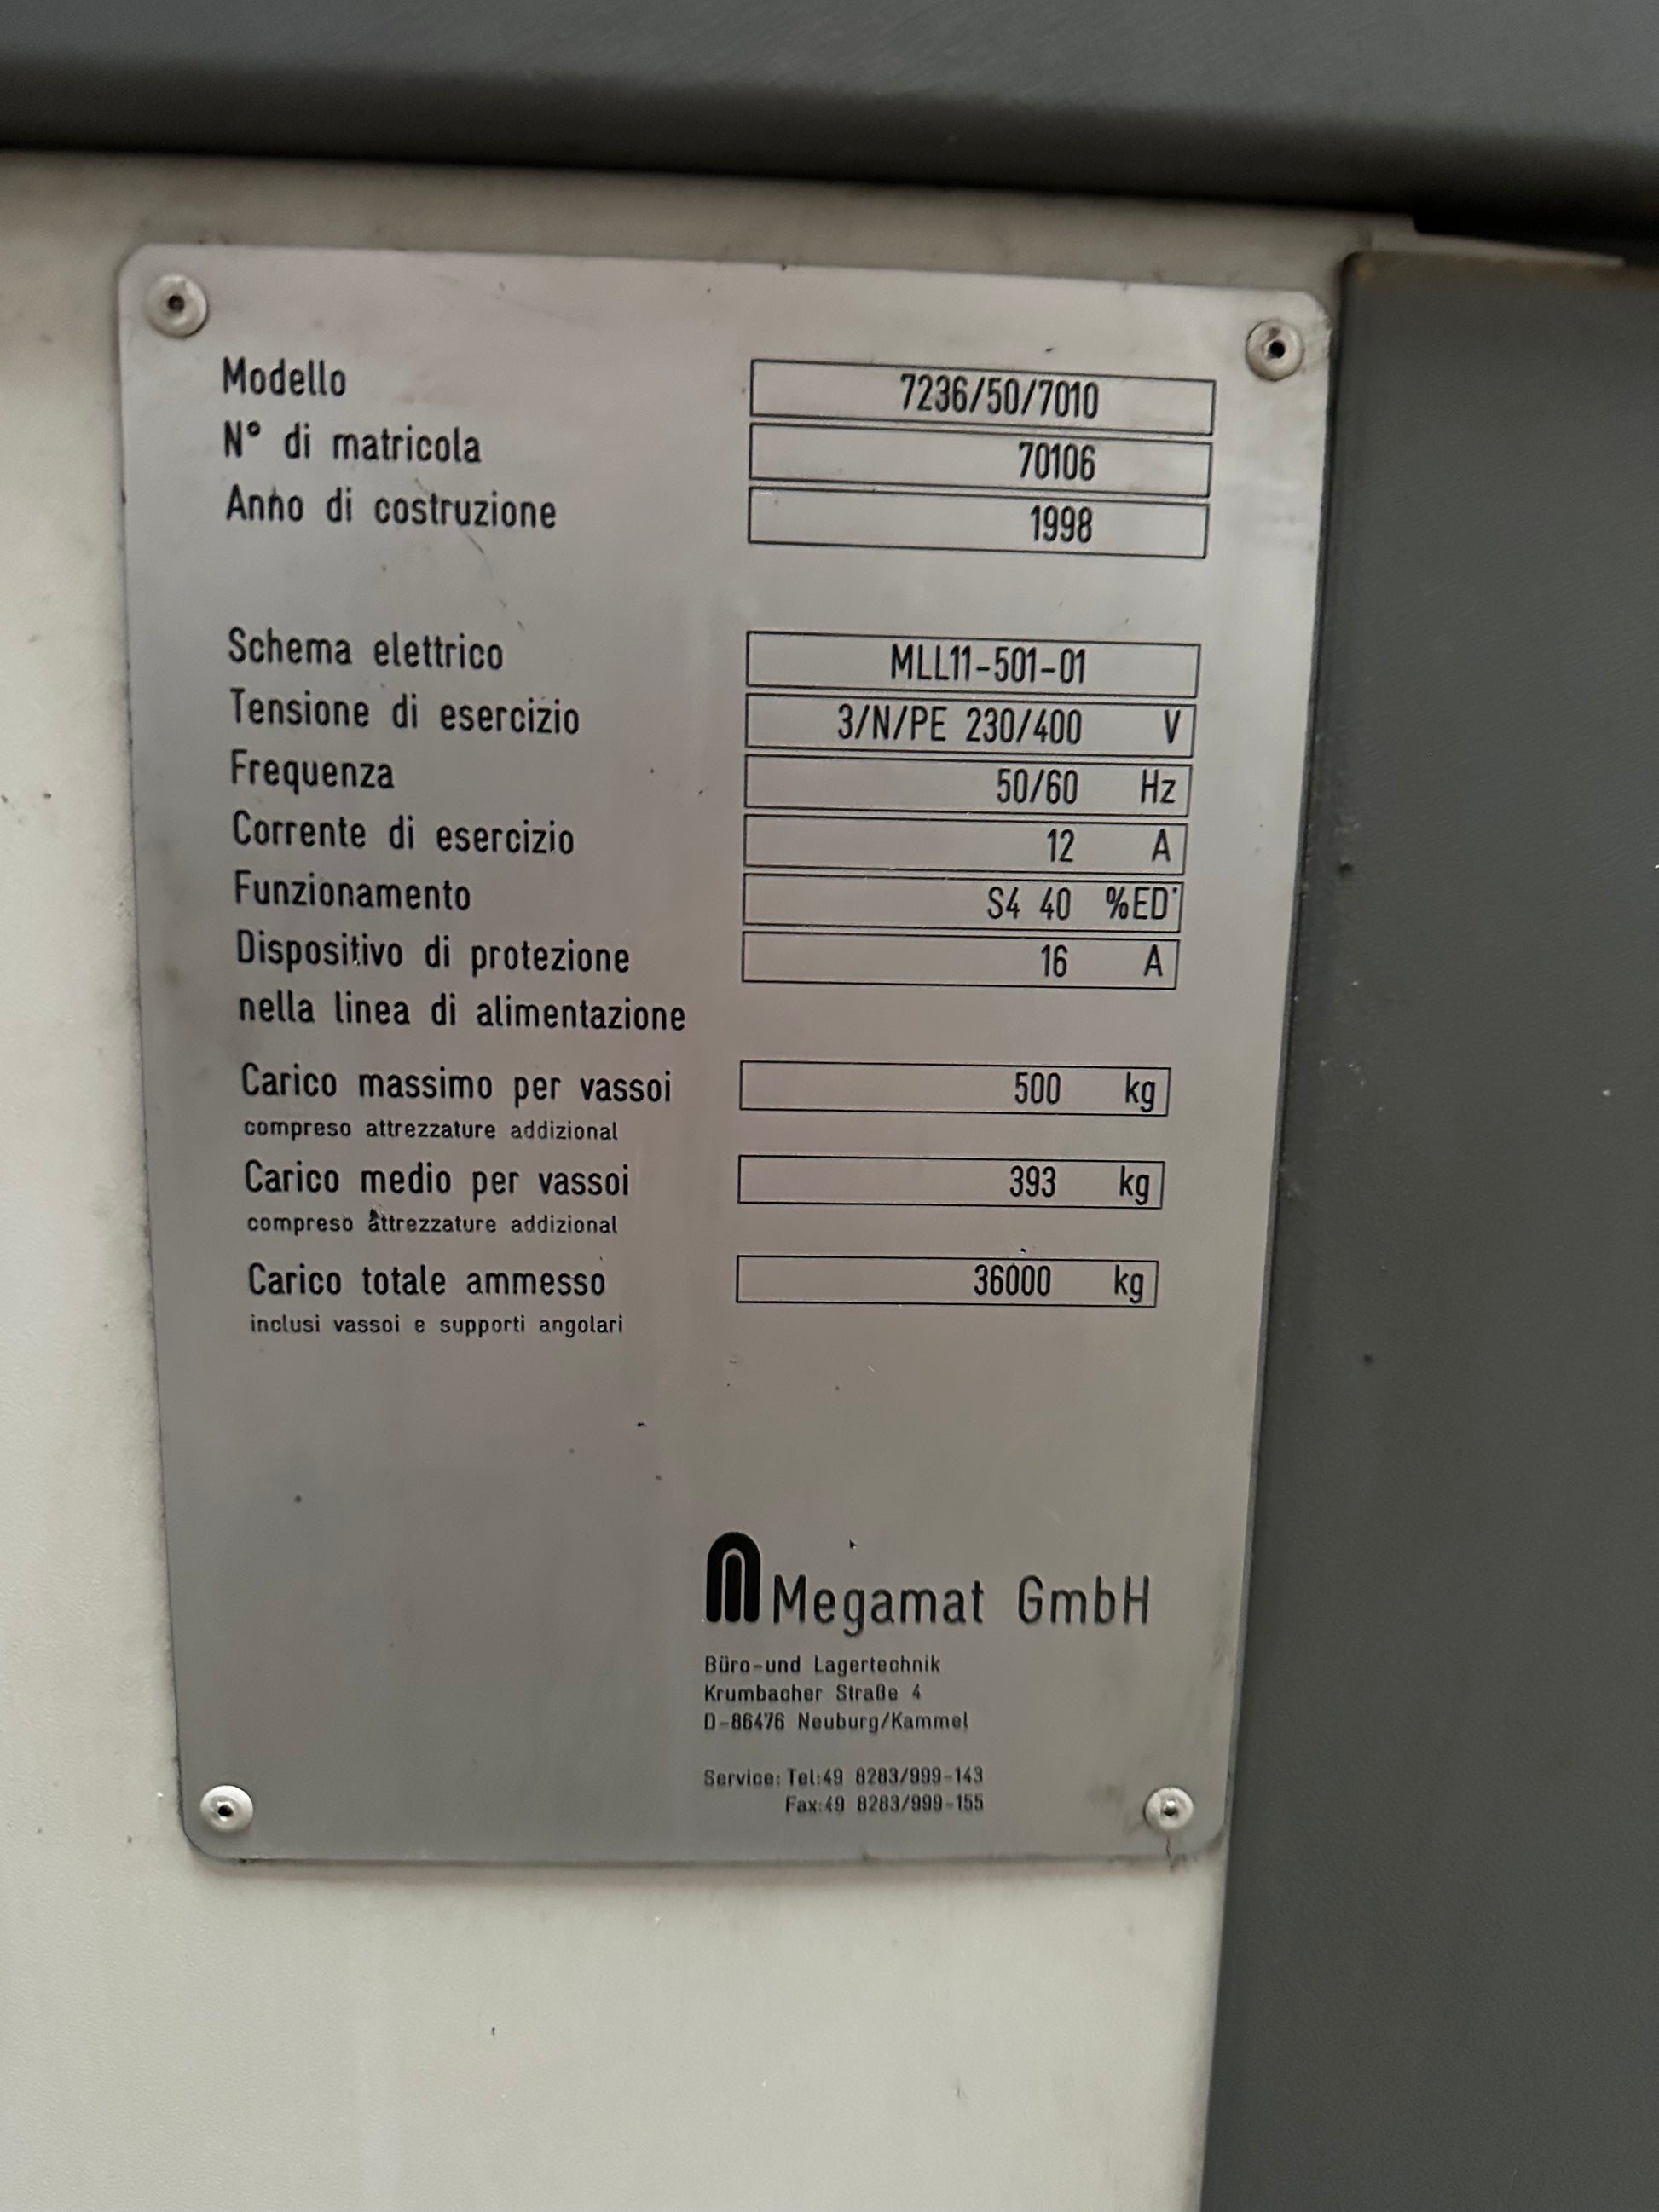 Modello 7236/50/7010
N° di matricola 70106
Anno di costruzione 1998
Schema elettrico MLL11-501-01
Tensione di esercizio 3/N/PE 230/400 V
Frequenza 50/60 Hz
Corrente di esercizio 12 A
Funzionamento S4 40 %ED
Dispositivo di protezione 16 A
nella linea di alimentazione
Carico massimo per vassoi 500 kg
compreso attrezzature addizional
Carico medio per vassoi 393 kg
compreso attrezzature addizional
Carico totale ammesso 36000 kg
inclusi vassoi e supporti angolari
Megamat GmbH
Büro-und Lagertechnik
Krumbacher Straße 4
D-86476 Neuburg/Kammel
Service: Tel:49 8283/999-143
Fax:49 8283/999-155